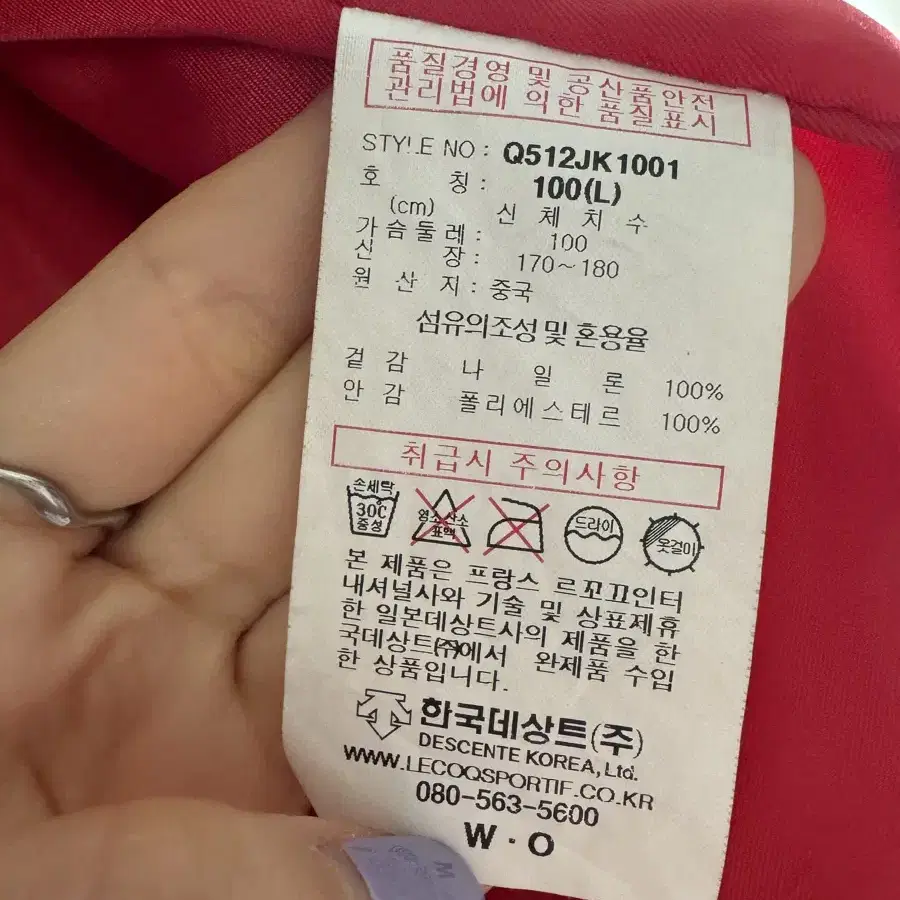 품질경영 및 공산품안전
관리법에 의한 품질표시
STYLE NO : Q512JK1001
호 칭 : 100(L)
(cm) 신 체 치 수
가슴둘레 : 100
신 장 : 170~180
원 산 지 : 중국
섬유의조성 및 혼용율
겉 감 나 일 론 100%
안 감 폴리에스테르 100%
취급시 주의사항
손세탁 30℃ 중성
염소산소표백
드라이
옷걸이
본 제품은 프랑스 르꼬끄인터
내셔널사와 기술 및 상표제휴
한 일본데상트사의 제품을 한
국데상트(주)에서 완제품 수입
한 상품입니다.
한국데상트(주)
DESCENTE KOREA, Ltd.
WWW.LECOQSPORTIF.CO.KR
080-563-5600
W · O